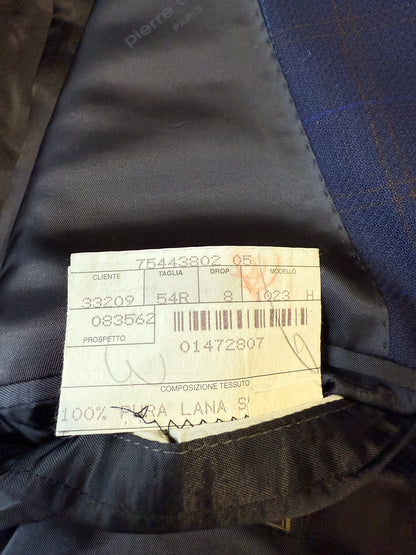 pierre
PARIS
75443802 05
CLIENTE TAGLIA DROP MODELLO
33209 54R 8 1023 H
083562
PROSPETTO
01472807
COMPOSIZIONE TESSUTO
100% PURA LANA